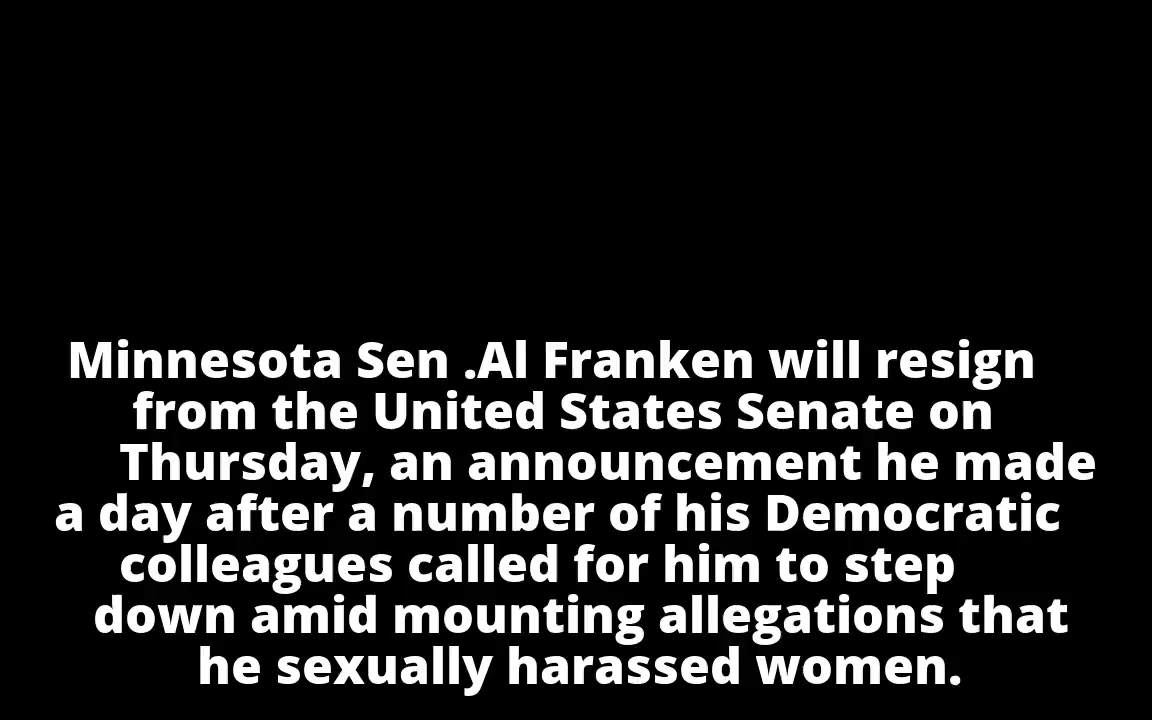 Minnesota Sen .Al Franken will resign
from the United States Senate on
Thursday, an announcement he made
a day after a number of his Democratic
colleagues called for him to step
down amid mounting allegations that
he sexually harassed women.